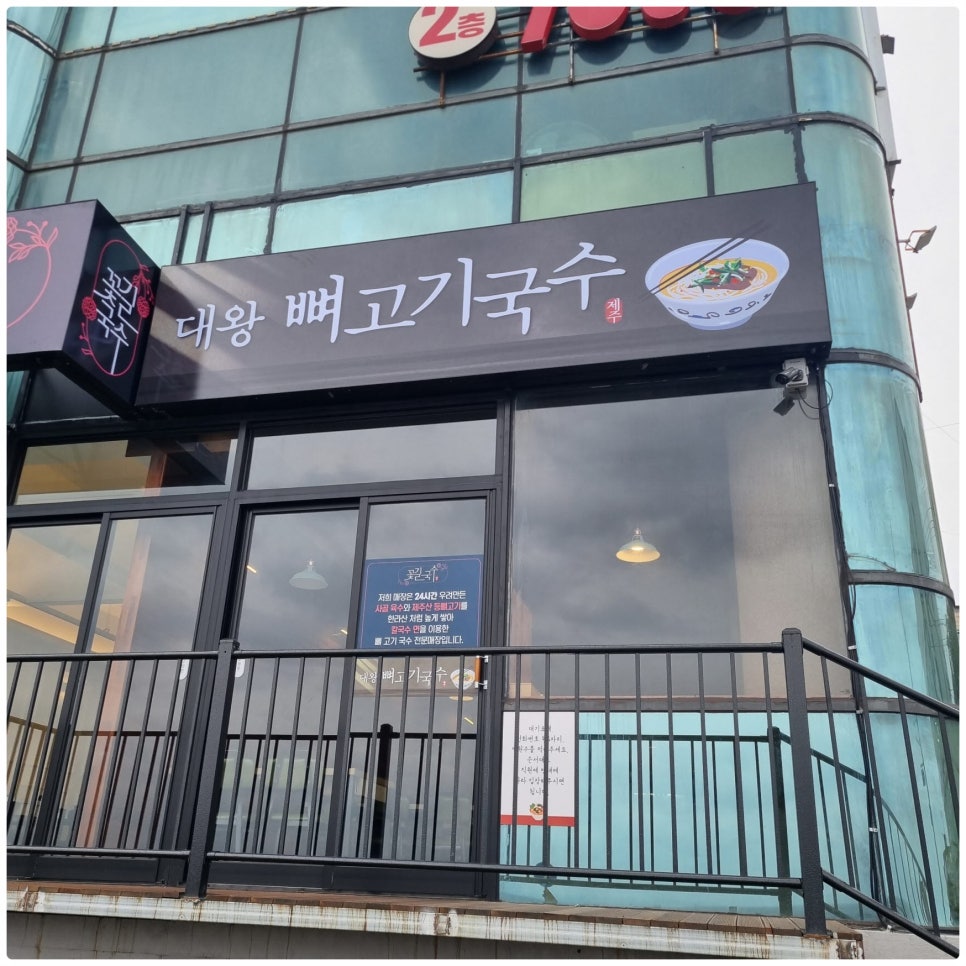 2층
대왕 뼈고기국수
제주
꽃길국수
꽃길국수
저희 매장은 24시간 우려만든
사골 육수와 제주산 등뼈고기를
한라산 처럼 높게 쌓아
칼국수 면을 이용한
뼈 고기 국수 전문매장입니다.
대왕 뼈고기국수